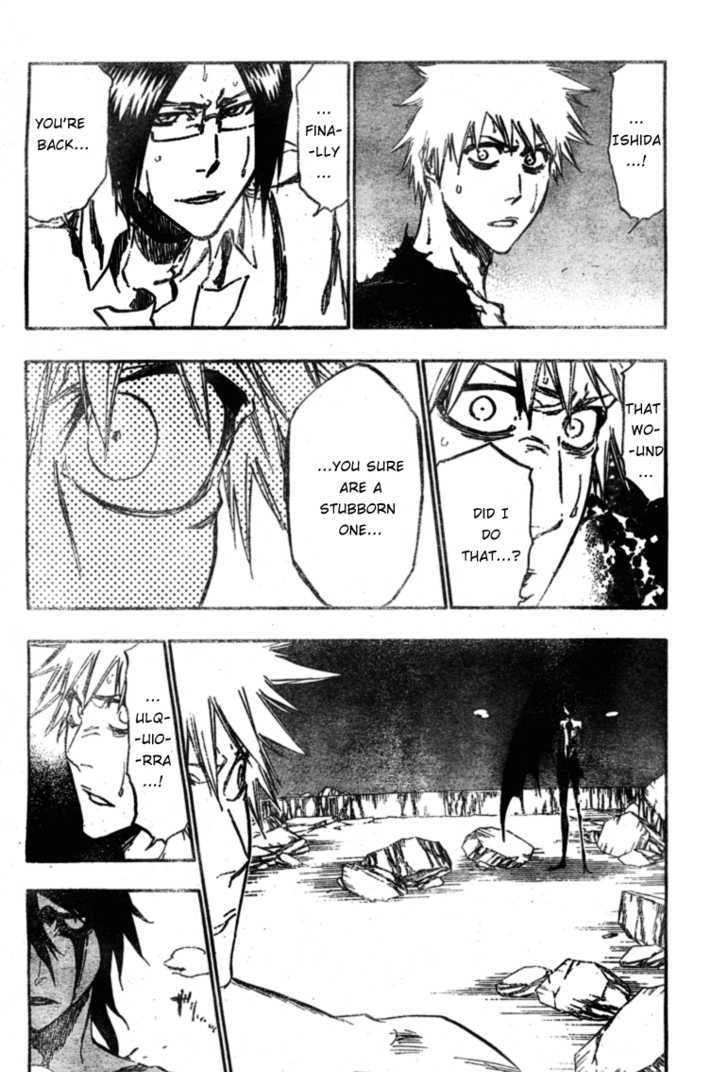 ...
ISHIDA
...!
...
FINA-
-LLY
...
YOU'RE
BACK...
THAT
WO-
-UND
...
DID I
DO
THAT...?
...YOU SURE
ARE A
STUBBORN
ONE...
...
ULQ-
-UIO-
-RRA
...!